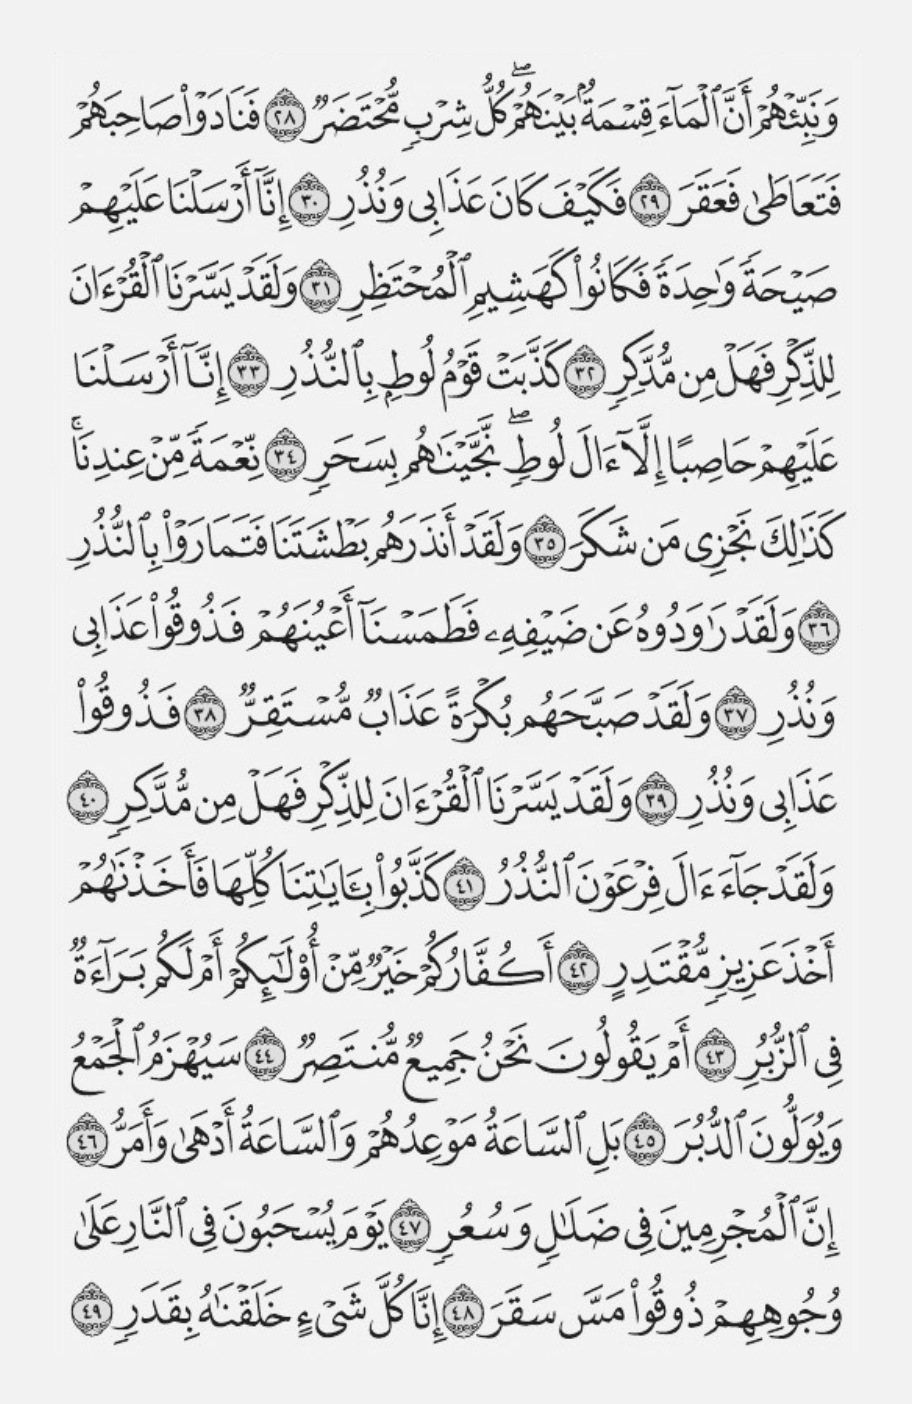 وَنَبِّئْهُمْ أَنَّ ٱلْمَآءَ قِسْمَةٌۢ بَيْنَهُمْ ۖ كُلُّ شِرْبٍ مُّحْتَضَرٌ ٢٨ فَنَادَوْا۟ صَاحِبَهُمْ
فَتَعَاطَىٰ فَعَقَرَ ٢٩ فَكَيْفَ كَانَ عَذَابِى وَنُذُرِ ٣٠ إِنَّآ أَرْسَلْنَا عَلَيْهِمْ
صَيْحَةً وَٰحِدَةً فَكَانُوا۟ كَهَشِيمِ ٱلْمُحْتَظِرِ ٣١ وَلَقَدْ يَسَّرْنَا ٱلْقُرْءَانَ
لِلذِّكْرِ فَهَلْ مِن مُّدَّكِرٍ ٣٢ كَذَّبَتْ قَوْمُ لُوطٍۭ بِٱلنُّذُرِ ٣٣ إِنَّآ أَرْسَلْنَا
عَلَيْهِمْ حَاصِبًا إِلَّآ ءَالَ لُوطٍ ۖ نَّجَّيْنَٰهُم بِسَحَرٍ ٣٤ نِّعْمَةً مِّنْ عِندِنَا ۚ
كَذَٰلِكَ نَجْزِى مَن شَكَرَ ٣٥ وَلَقَدْ أَنذَرَهُم بَطْشَتَنَا فَتَمَارَوْا۟ بِٱلنُّذُرِ
٣٦ وَلَقَدْ رَٰوَدُوهُ عَن ضَيْفِهِۦ فَطَمَسْنَآ أَعْيُنَهُمْ فَذُوقُوا۟ عَذَابِى
وَنُذُرِ ٣٧ وَلَقَدْ صَبَّحَهُم بُكْرَةً عَذَابٌ مُّسْتَقِرٌّ ٣٨ فَذُوقُوا۟
عَذَابِى وَنُذُرِ ٣٩ وَلَقَدْ يَسَّرْنَا ٱلْقُرْءَانَ لِلذِّكْرِ فَهَلْ مِن مُّدَّكِرٍ ٤٠
وَلَقَدْ جَآءَ ءَالَ فِرْعَوْنَ ٱلنُّذُرُ ٤١ كَذَّبُوا۟ بِـَٔايَٰتِنَا كُلِّهَا فَأَخَذْنَٰهُمْ
أَخْذَ عَزِيزٍ مُّقْتَدِرٍ ٤٢ أَكُفَّارُكُمْ خَيْرٌ مِّنْ أُو۟لَٰٓئِكُمْ أَمْ لَكُم بَرَآءَةٌ
فِى ٱلزُّبُرِ ٤٣ أَمْ يَقُولُونَ نَحْنُ جَمِيعٌ مُّنتَصِرٌ ٤٤ سَيُهْزَمُ ٱلْجَمْعُ
وَيُوَلُّونَ ٱلدُّبُرَ ٤٥ بَلِ ٱلسَّاعَةُ مَوْعِدُهُمْ وَٱلسَّاعَةُ أَدْهَىٰ وَأَمَرُّ ٤٦
إِنَّ ٱلْمُجْرِمِينَ فِى ضَلَٰلٍ وَسُعُرٍ ٤٧ يَوْمَ يُسْحَبُونَ فِى ٱلنَّارِ عَلَىٰ
وُجُوهِهِمْ ذُوقُوا۟ مَسَّ سَقَرَ ٤٨ إِنَّا كُلَّ شَىْءٍ خَلَقْنَٰهُ بِقَدَرٍ ٤٩